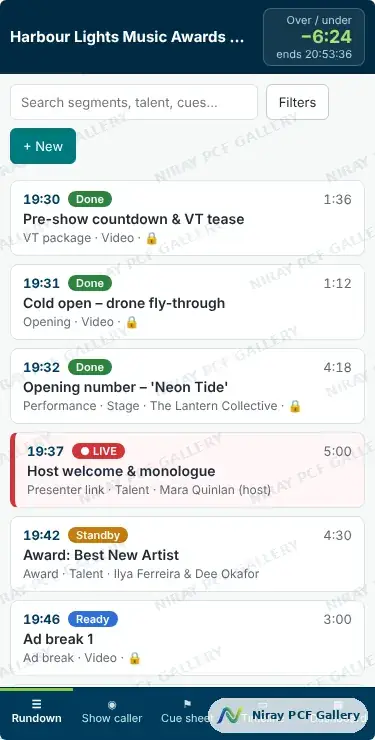 Harbour Lights Music Awards ...
Over / under
−6:24
ends 20:53:36
Search segments, talent, cues...
Filters
+ New
19:30 Done 1:36
Pre-show countdown & VT tease
VT package · Video · 🔒
19:31 Done 1:12
Cold open – drone fly-through
Opening · Video · 🔒
19:32 Done 4:18
Opening number – 'Neon Tide'
Performance · Stage · The Lantern Collective · 🔒
19:37 LIVE 5:00
Host welcome & monologue
Presenter link · Talent · Mara Quinlan (host)
19:42 Standby 4:30
Award: Best New Artist
Award · Talent · Ilya Ferreira & Dee Okafor
19:46 Ready 3:00
Ad break 1
Ad break · Video · 🔒
Rundown Show caller Cue sheet
Niray PCF Gallery
NIRAY PCF GALLERY